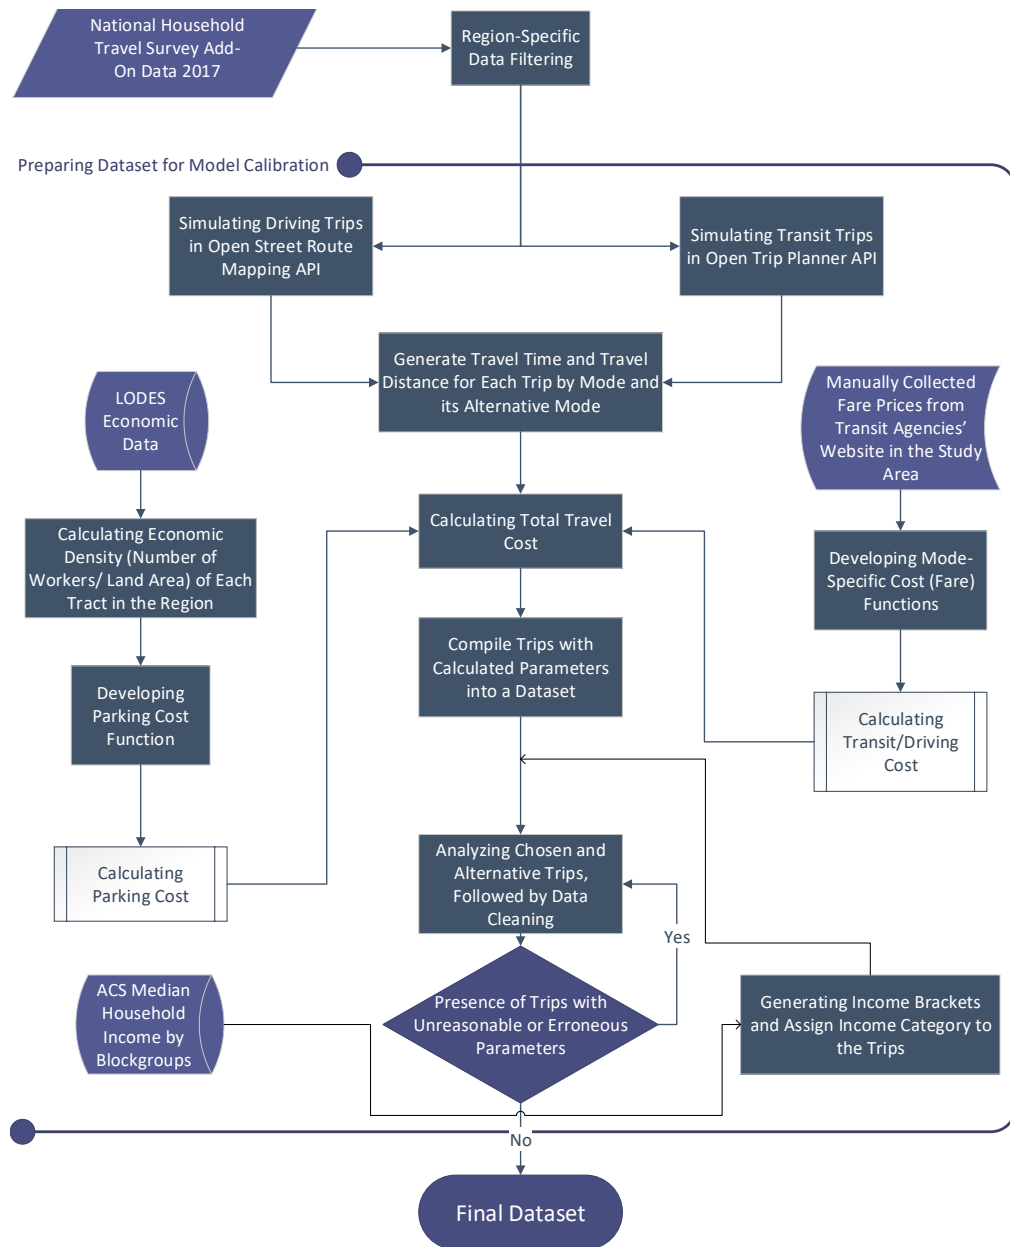 National Household
Travel Survey Add-
On Data 2017
Region-Specific
Data Filtering
Preparing Dataset for Model Calibration
Simulating Driving Trips
in Open Street Route
Mapping API
Simulating Transit Trips
in Open Trip Planner API
Generate Travel Time and Travel
Distance for Each Trip by Mode and
its Alternative Mode
LODES
Economic
Data
Manually Collected
Fare Prices from
Transit Agencies’
Website in the Study
Area
Calculating Economic
Density (Number of
Workers/ Land Area) of Each
Tract in the Region
Calculating Total Travel
Cost
Developing Mode-
Specific Cost (Fare)
Functions
Developing
Parking Cost
Function
Compile Trips with
Calculated Parameters
into a Dataset
Calculating
Transit/Driving
Cost
Calculating
Parking Cost
Analyzing Chosen and
Alternative Trips,
Followed by Data
Cleaning
Yes
ACS Median
Household
Income by
Blockgroups
Presence of Trips with
Unreasonable or Erroneous
Parameters
Generating Income Brackets
and Assign Income Category to
the Trips
No
Final Dataset